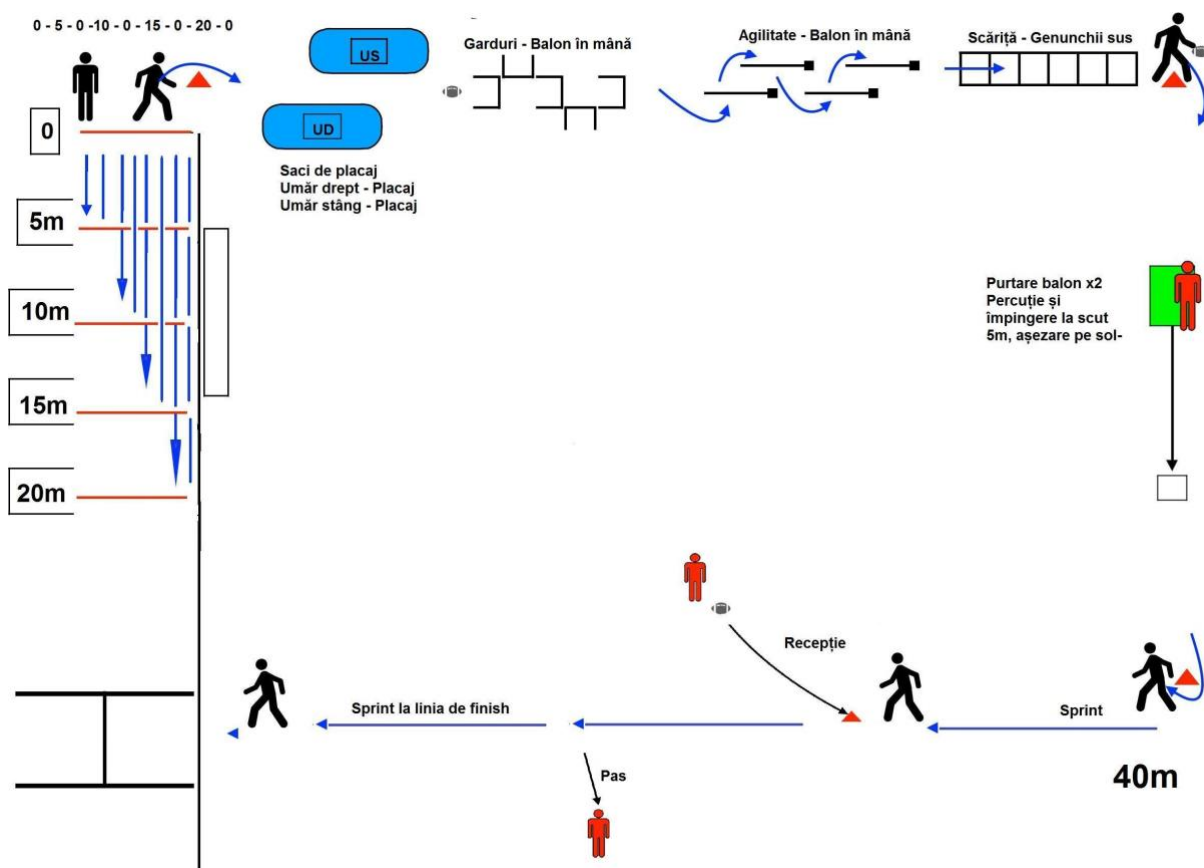 0 - 5 - 0 -10 - 0 - 15 - 0 - 20 - 0
US
Garduri - Balon în mână
Agilitate - Balon în mână
Scăriță - Genunchii sus
UD
0
Saci de placaj
Umăr drept - Placaj
Umăr stâng - Placaj
5m
10m
15m
20m
Purtare balon x2
Percuție și
împingere la scut
5m, așezare pe sol-
Recepție
Sprint la linia de finish
Sprint
Pas
40m